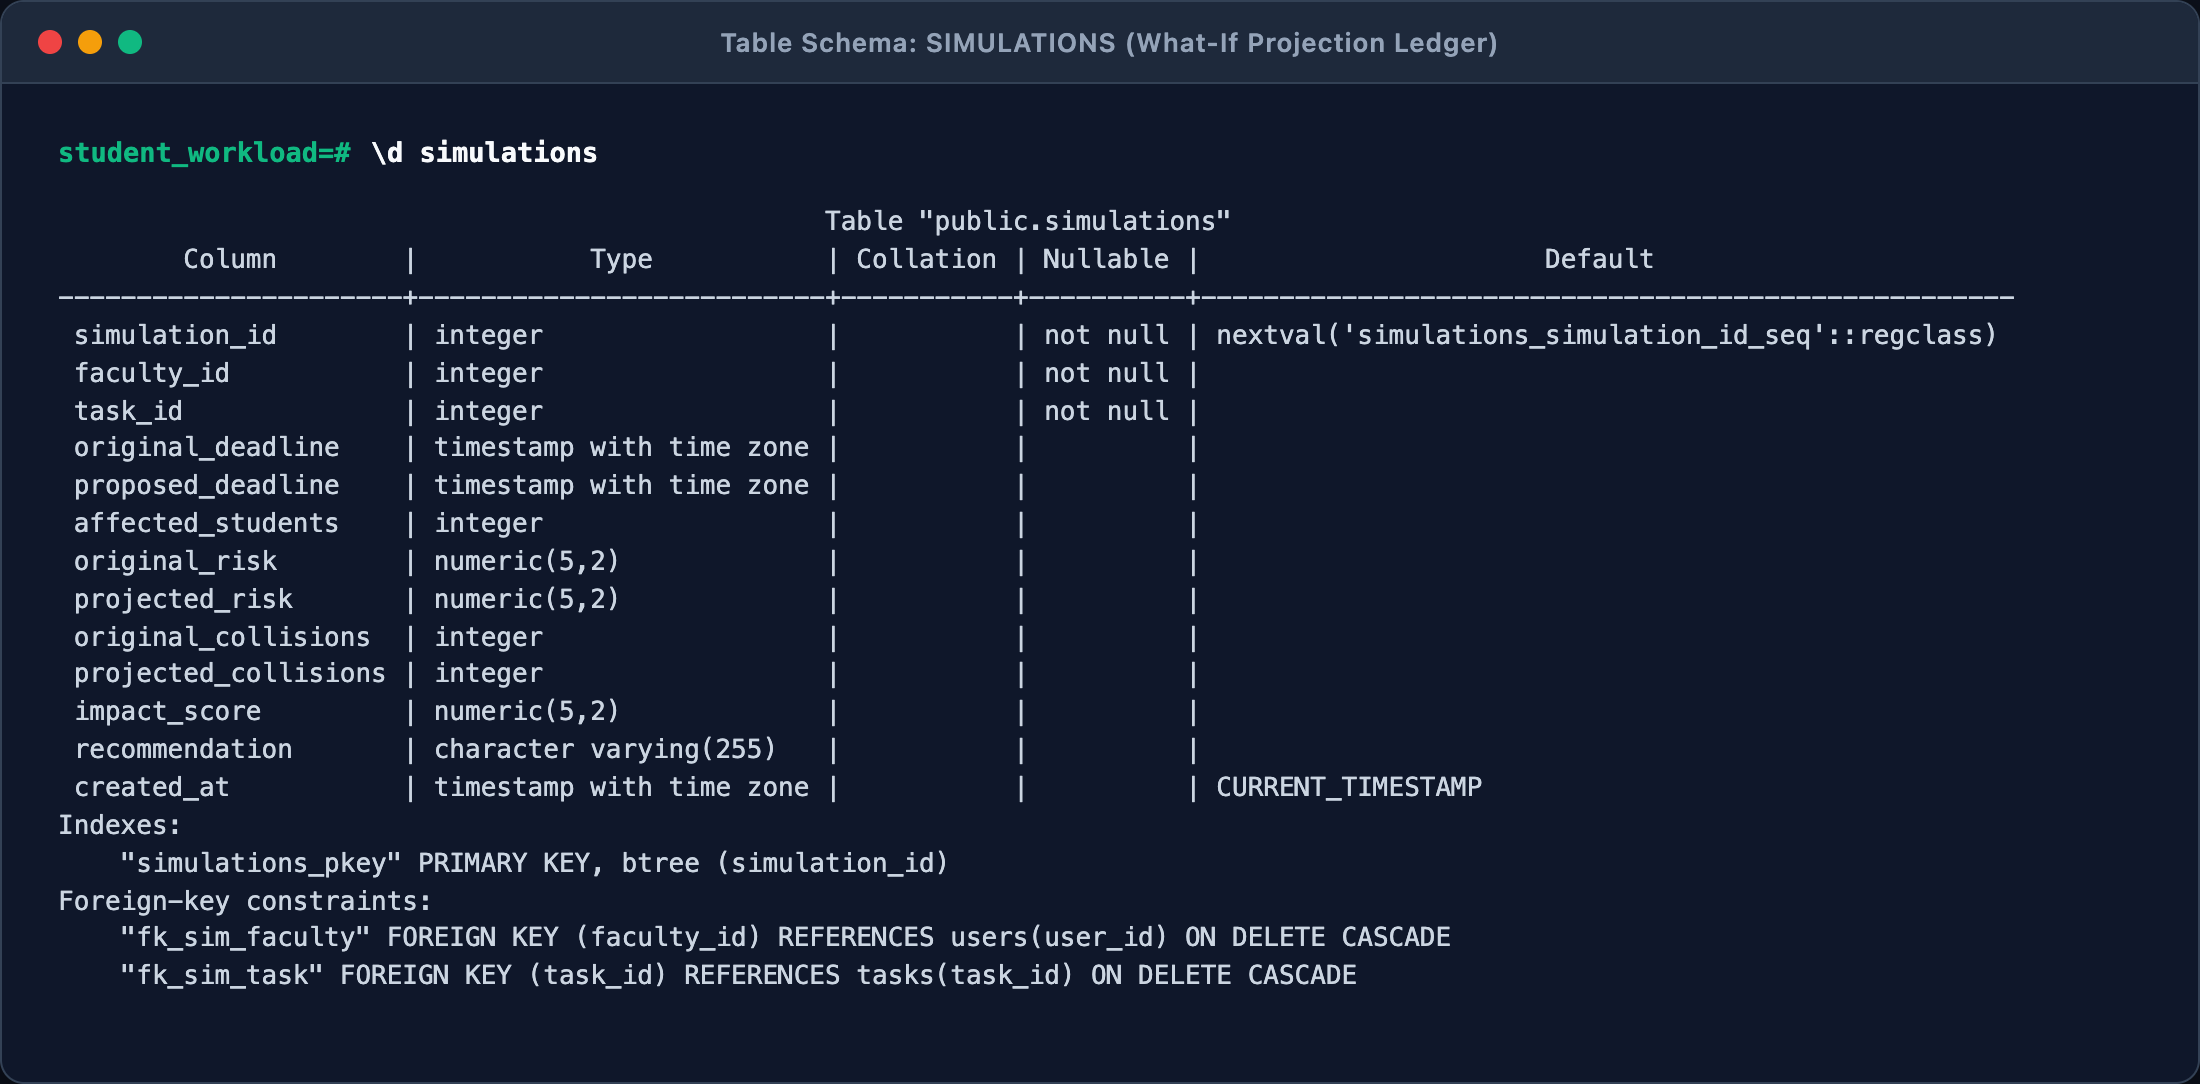 Table Schema: SIMULATIONS (What-If Projection Ledger)
student_workload=# \d simulations
                                                 Table "public.simulations"
        Column        |           Type           | Collation | Nullable |                      Default
----------------------+--------------------------+-----------+----------+----------------------------------------------------
 simulation_id        | integer                  |           | not null | nextval('simulations_simulation_id_seq'::regclass)
 faculty_id           | integer                  |           | not null |
 task_id              | integer                  |           | not null |
 original_deadline    | timestamp with time zone |           |          |
 proposed_deadline    | timestamp with time zone |           |          |
 affected_students    | integer                  |           |          |
 original_risk        | numeric(5,2)             |           |          |
 projected_risk       | numeric(5,2)             |           |          |
 original_collisions  | integer                  |           |          |
 projected_collisions | integer                  |           |          |
 impact_score         | numeric(5,2)             |           |          |
 recommendation       | character varying(255)   |           |          |
 created_at           | timestamp with time zone |           |          | CURRENT_TIMESTAMP
Indexes:
    "simulations_pkey" PRIMARY KEY, btree (simulation_id)
Foreign-key constraints:
    "fk_sim_faculty" FOREIGN KEY (faculty_id) REFERENCES users(user_id) ON DELETE CASCADE
    "fk_sim_task" FOREIGN KEY (task_id) REFERENCES tasks(task_id) ON DELETE CASCADE